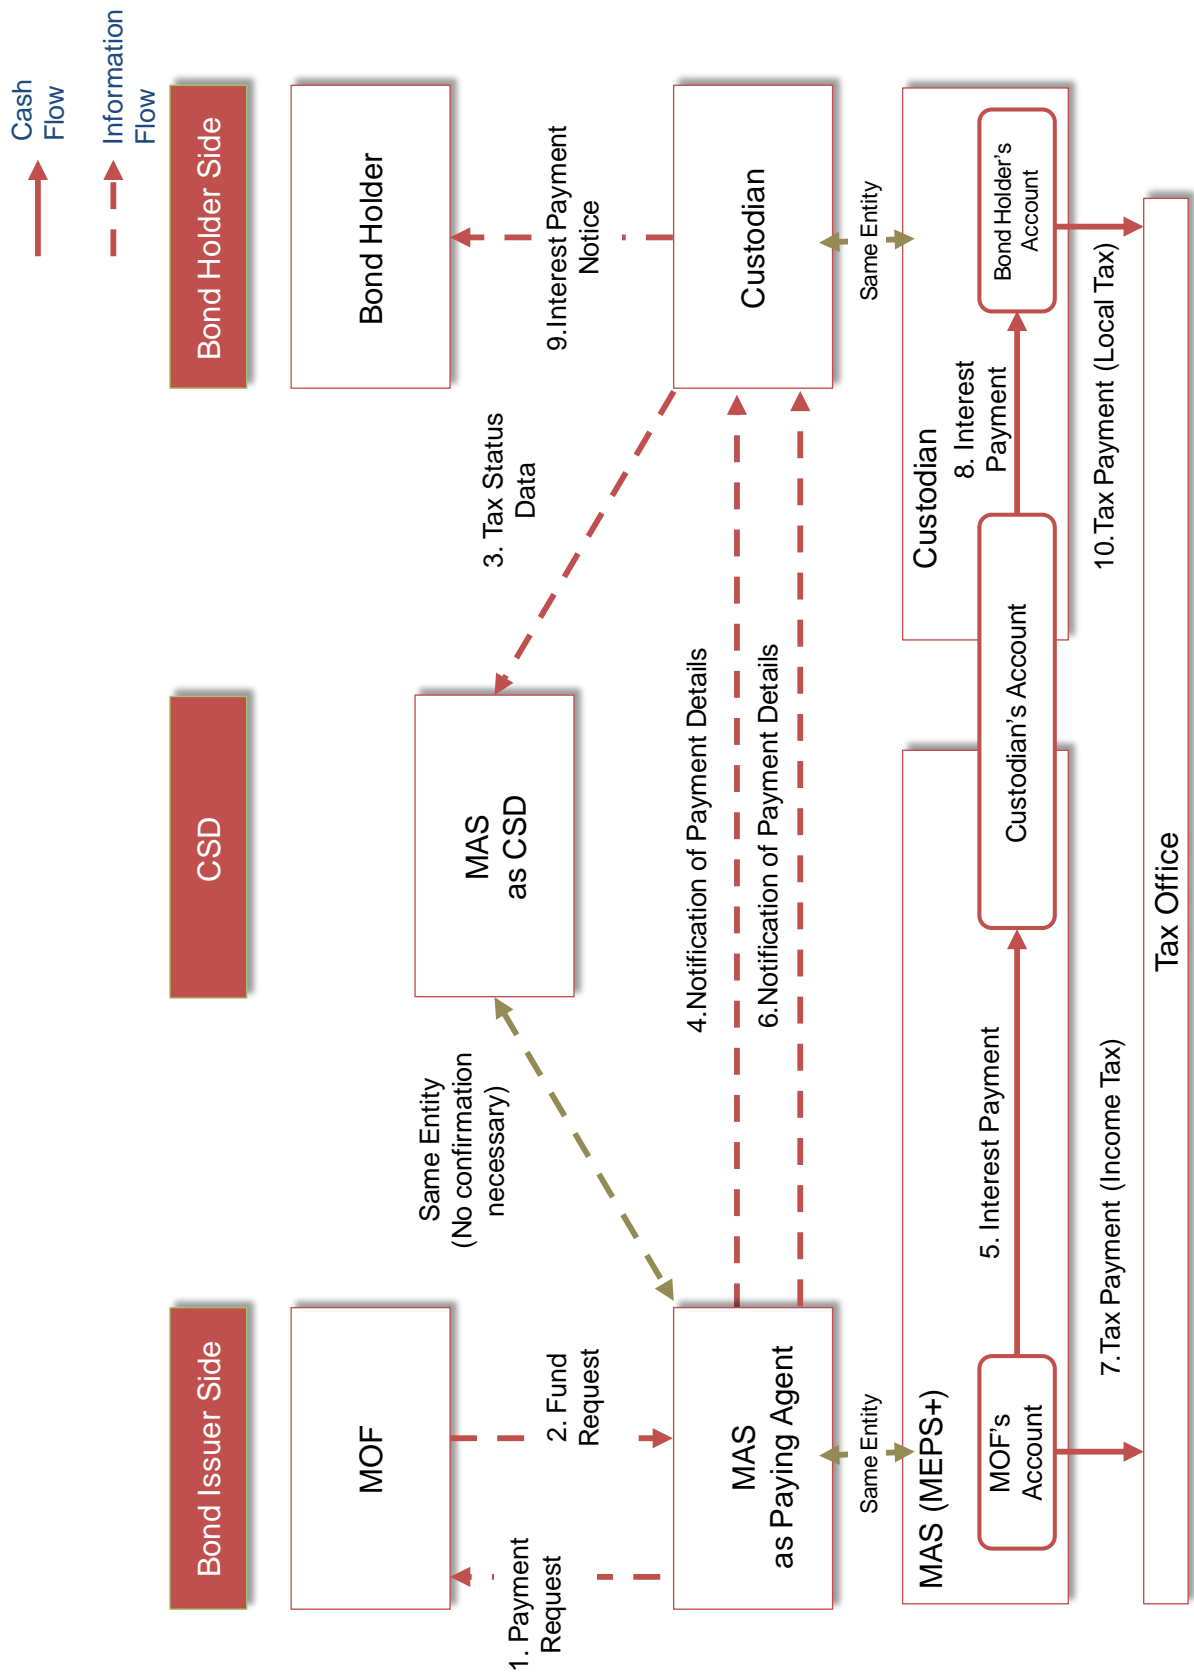 Cash
Flow
Information
Flow
Bond Issuer Side
CSD
Bond Holder Side
MOF
Bond Holder
1. Payment
Request
2. Fund
Request
Same Entity
(No confirmation
necessary)
MAS
as CSD
3. Tax Status
Data
9.Interest Payment
Notice
MAS
as Paying Agent
4.Notification of Payment Details
6.Notification of Payment Details
Custodian
Same Entity
Same Entity
MAS (MEPS+)
Custodian
MOF's
Account
5. Interest Payment
Custodian's Account
8. Interest
Payment
Bond Holder's
Account
7.Tax Payment (Income Tax)
10.Tax Payment (Local Tax)
Tax Office